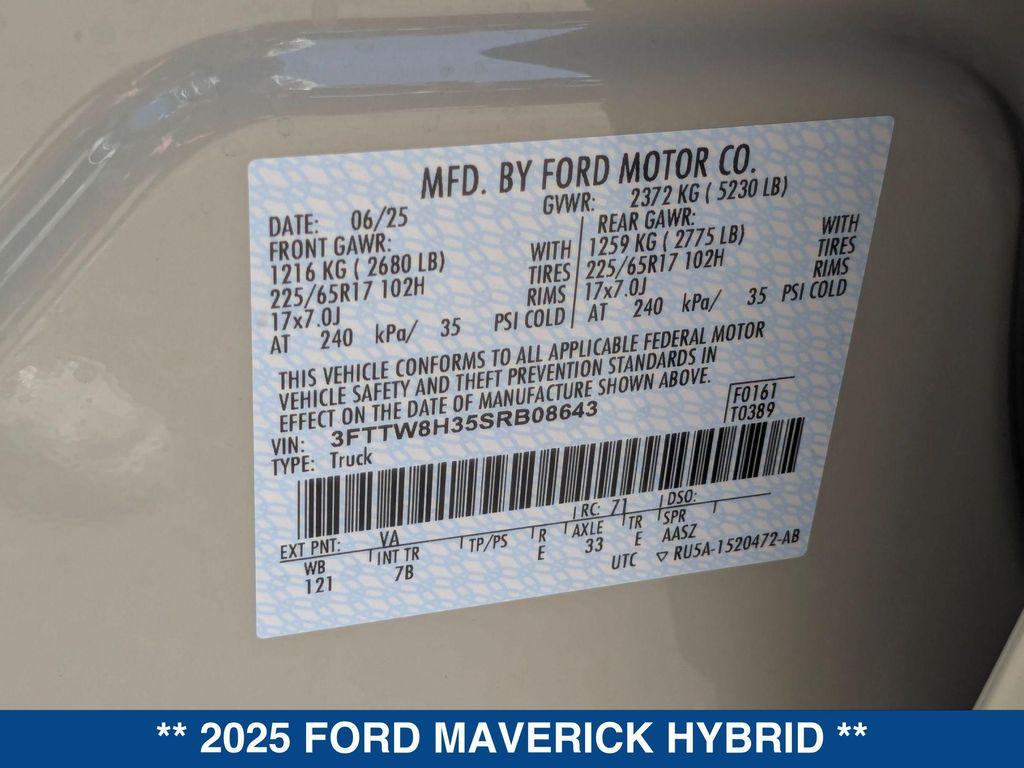 MFD. BY FORD MOTOR CO.
DATE: 06/25
GVWR: 2372 KG ( 5230 LB)
FRONT GAWR:
1216 KG ( 2680 LB) WITH
225/65R17 102H TIRES
17x7.0J RIMS
AT 240 kPa/ 35 PSI COLD
REAR GAWR:
1259 KG ( 2775 LB) WITH
225/65R17 102H TIRES
17x7.0J RIMS
AT 240 kPa/ 35 PSI COLD
THIS VEHICLE CONFORMS TO ALL APPLICABLE FEDERAL MOTOR
VEHICLE SAFETY AND THEFT PREVENTION STANDARDS IN
EFFECT ON THE DATE OF MANUFACTURE SHOWN ABOVE.
VIN: 3FTTW8H35SRB08643
TYPE: Truck
F0161
T0389
EXT PNT: VA RC: 71 DSO:
WB INT TR TP/PS R AXLE TR SPR
121 7B E 33 E AASZ
UTC ▽ RU5A-1520472-AB
** 2025 FORD MAVERICK HYBRID **